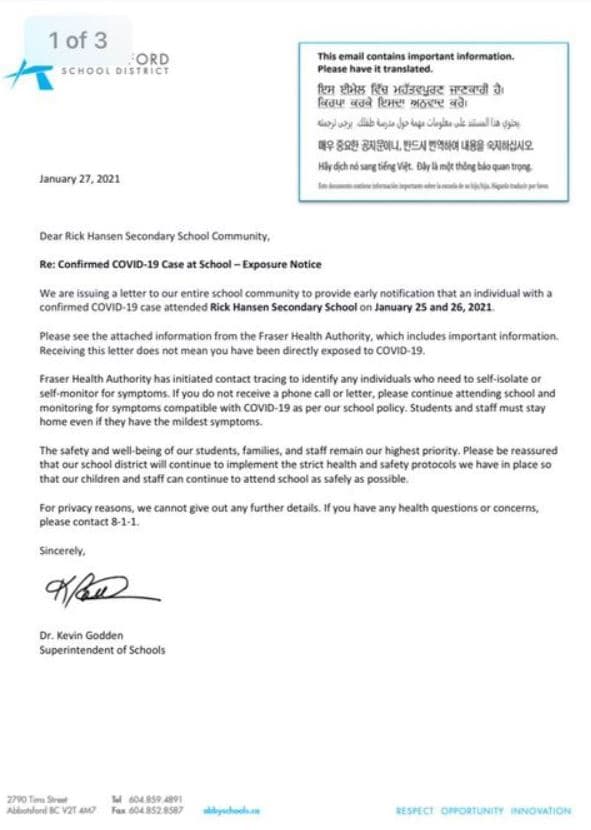 1 of 3
FORD
SCHOOL DISTRICT
This email contains important information.
Please have it translated.
ਇਸ ਈਮੇਲ ਵਿੱਚ ਮਹੱਤਵਪੂਰਣ ਜਾਣਕਾਰੀ ਹੈ।
ਕਿਰਪਾ ਕਰਕੇ ਇਸਦਾ ਅਨੁਵਾਦ ਕਰੋ।
يحتوي هذا المستند على معلومات مهمة حول مدرسة طفلك. يرجى ترجمته
매우 중요한 공지문이니, 반드시 번역하여 내용을 숙지하십시오.
Hãy dịch nó sang tiếng Việt. Đây là một thông báo quan trọng.
Este documento contiene información importante sobre la escuela de su hijo/hija. Háganla traducir por favor.
January 27, 2021
Dear Rick Hansen Secondary School Community,
Re: Confirmed COVID-19 Case at School – Exposure Notice
We are issuing a letter to our entire school community to provide early notification that an individual with a
confirmed COVID-19 case attended Rick Hansen Secondary School on January 25 and 26, 2021.
Please see the attached information from the Fraser Health Authority, which includes important information.
Receiving this letter does not mean you have been directly exposed to COVID-19.
Fraser Health Authority has initiated contact tracing to identify any individuals who need to self-isolate or
self-monitor for symptoms. If you do not receive a phone call or letter, please continue attending school and
monitoring for symptoms compatible with COVID-19 as per our school policy. Students and staff must stay
home even if they have the mildest symptoms.
The safety and well-being of our students, families, and staff remain our highest priority. Please be reassured
that our school district will continue to implement the strict health and safety protocols we have in place so
that our children and staff can continue to attend school as safely as possible.
For privacy reasons, we cannot give out any further details. If you have any health questions or concerns,
please contact 8-1-1.
Sincerely,
Dr. Kevin Godden
Superintendent of Schools
2790 Tims Street Tel 604.859.4891
Abbotsford BC V2T 4M7 Fax 604.852.8587 abbyschools.ca
RESPECT OPPORTUNITY INNOVATION